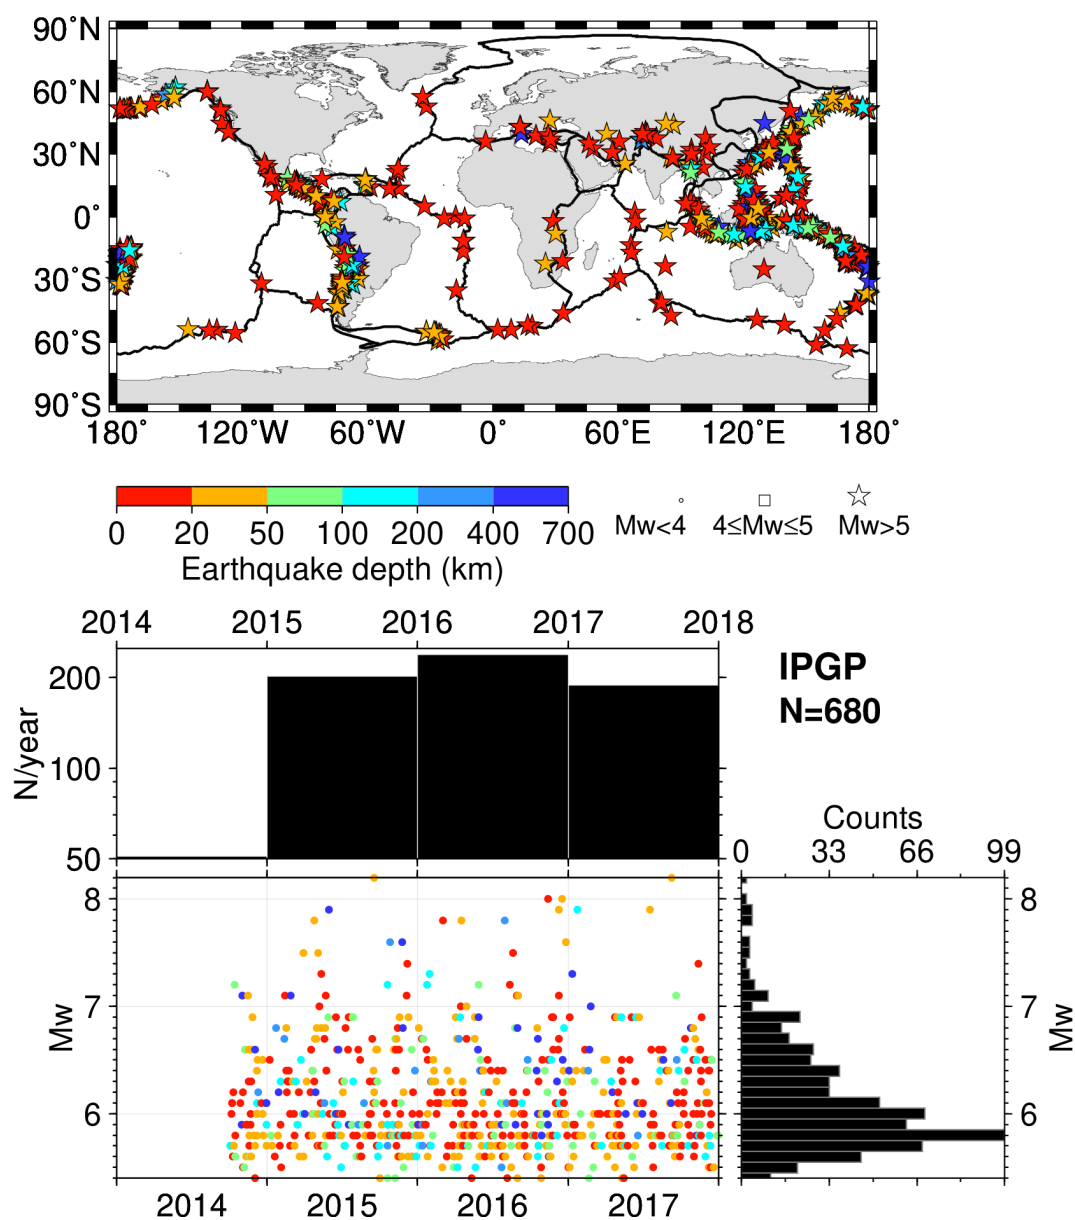 90˚N
60˚N
30˚N
0˚
30˚S
60˚S
90˚S
180˚ 120˚W 60˚W 0˚ 60˚E 120˚E 180˚
0 20 50 100 200 400 700
Earthquake depth (km)
Mw<4 4≤Mw≤5 Mw>5
2014 2015 2016 2017 2018
200
100
50
N/year
IPGP
N=680
Counts
0 33 66 99
8
7
6
Mw
8
7
6
Mw
2014 2015 2016 2017